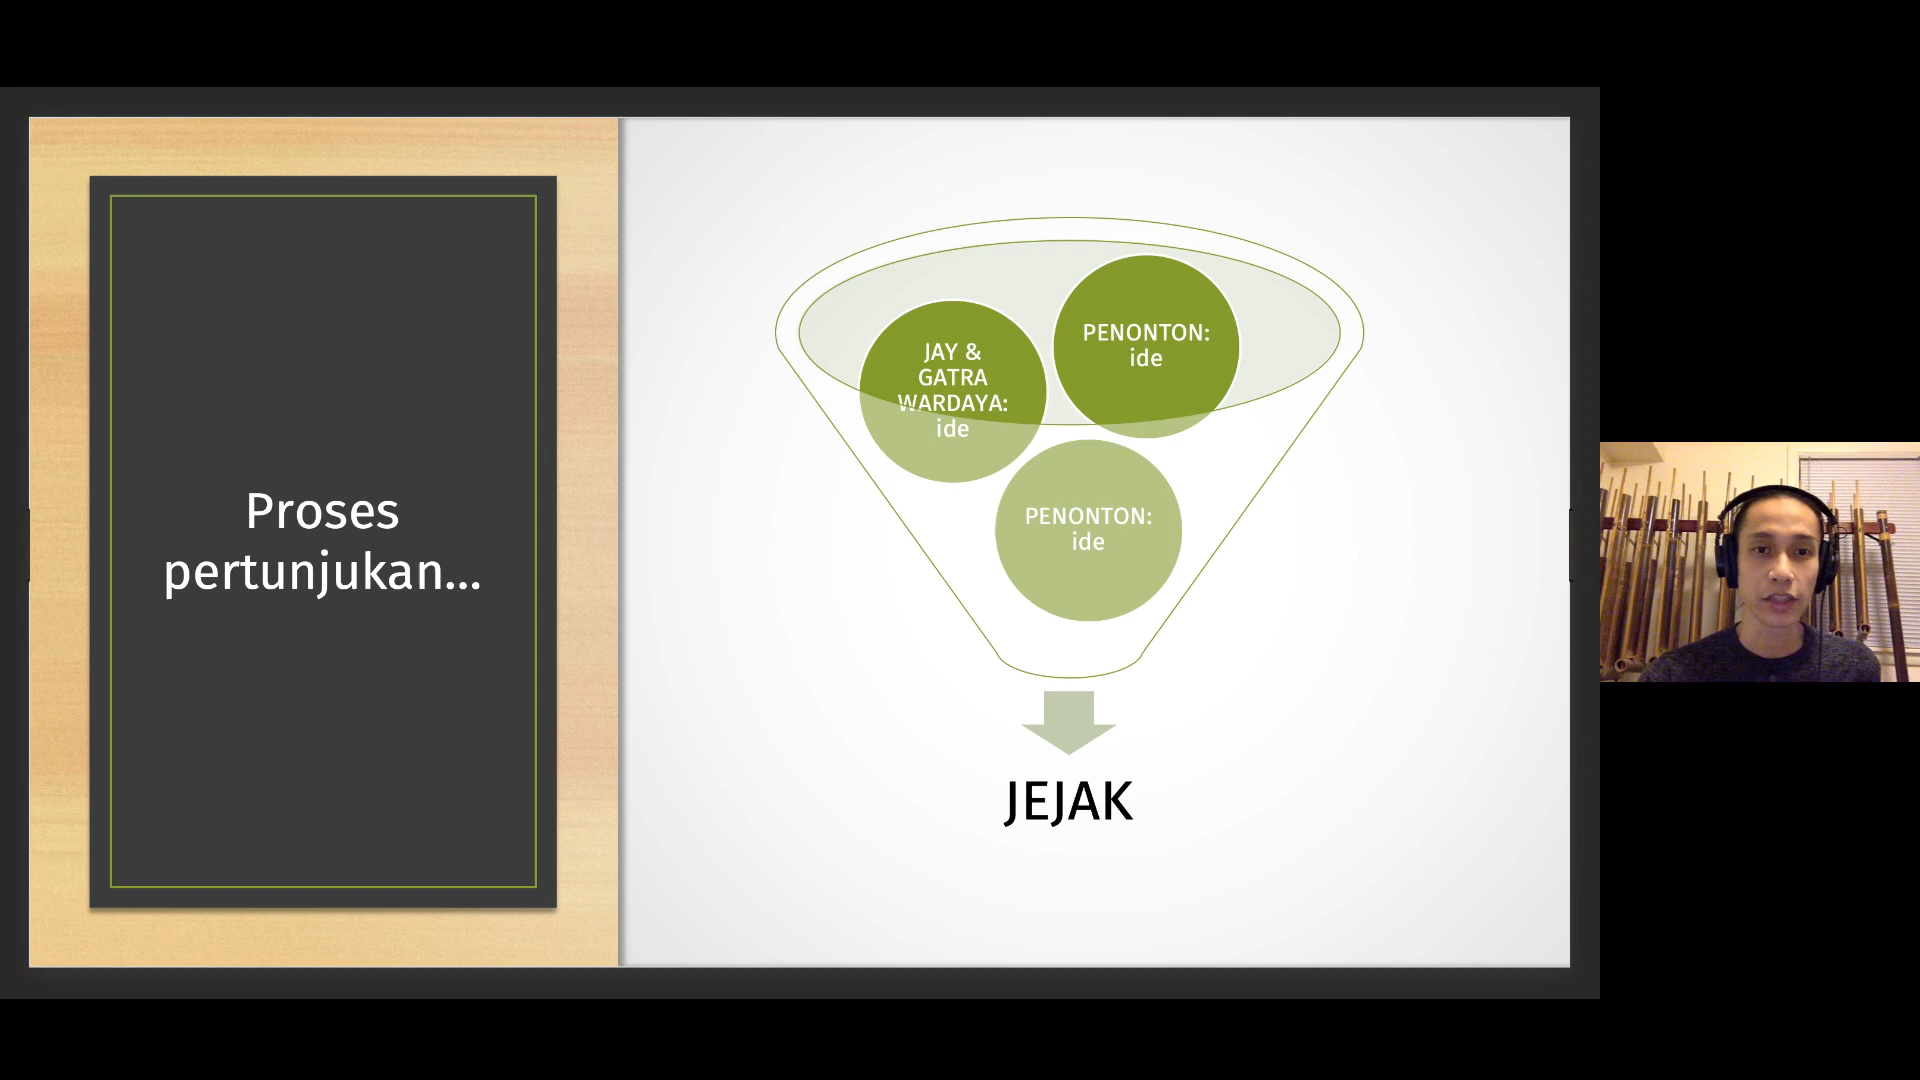 Proses
pertunjukan...
JAY &
GATRA
WARDAYA:
ide
PENONTON:
ide
PENONTON:
ide
JEJAK